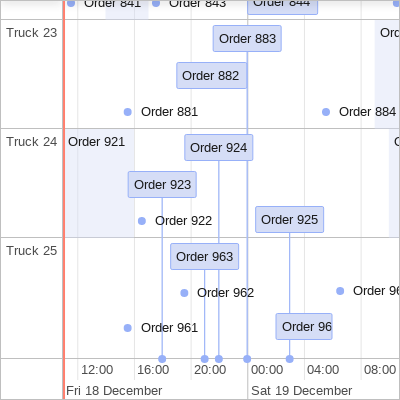 Order 841 Order 843 Order 844
Truck 23 Order 883
Order 882
Order 881 Order 884
Truck 24 Order 921 Order 924
Order 923
Order 922 Order 925
Truck 25 Order 963
Order 962
Order 961 Order 96
12:00 16:00 20:00 00:00 04:00 08:00
Fri 18 December Sat 19 December